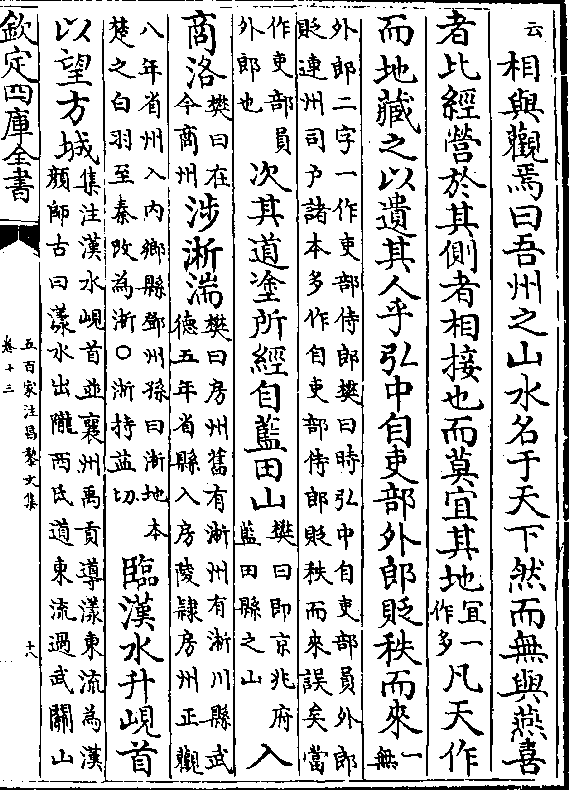 云相與觀焉曰吾州之山水名于天下然而無與燕喜
者比經營於其側者相接也而莫宜其地冝一作多凡天作
而地藏之以遺其人乎弘中自吏部外郎貶秩而來一無
外郎二字一作吏部侍郎樊曰時弘中自吏部員外郎
貶連州司户諸本多作自吏部侍郎貶秩而來誤矣當
作吏部員外郎也次其道塗所經自藍田山樊曰即京兆府藍田縣之山入
商洛樊曰在今商州涉淅湍樊曰房州舊有淅州有淅川縣武德五年省縣入房陵隸房州正觀
八年省州入内鄉縣鄧州孫曰淅地本楚之白羽至秦改為淅○淅持益切臨漢水升峴首
以望方城集注漢水峴首並襄州禹貢導漾東流為漢顔師古曰漾水出隴西氐道東流過武關山
欽定四庫全書
五百家注昌黎文集
卷十三
十八